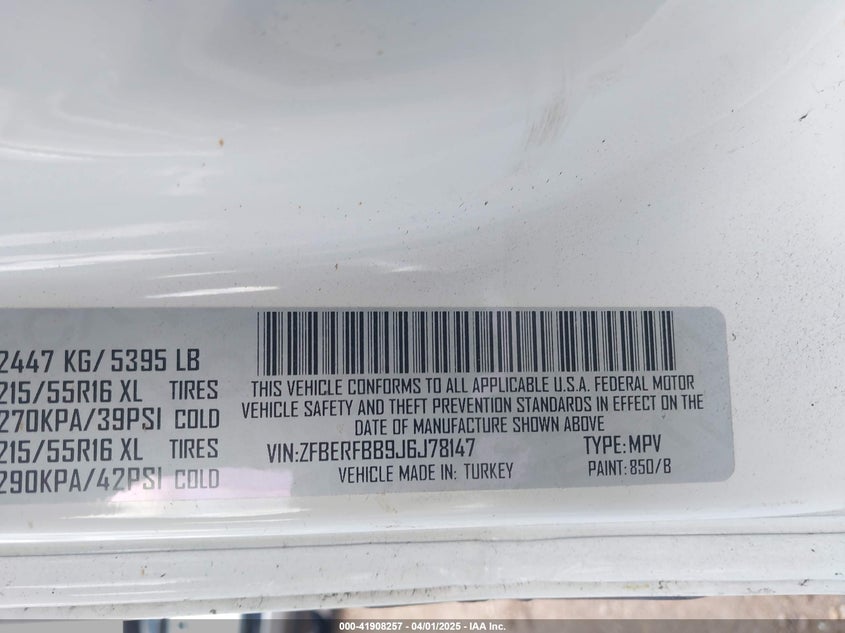 2447 KG/5395 LB
215/55R16 XL TIRES
270KPA/39PSI COLD
215/55R16 XL TIRES
290KPA/42PSI COLD
THIS VEHICLE CONFORMS TO ALL APPLICABLE U.S.A. FEDERAL MOTOR
VEHICLE SAFETY AND THEFT PREVENTION STANDARDS IN EFFECT ON THE
DATE OF MANUFACTURE SHOWN ABOVE
VIN:ZFBERFBB9J6J78147 TYPE:MPV
VEHICLE MADE IN: TURKEY PAINT:850/B
000-41908257 - 04/01/2025 - IAA Inc.